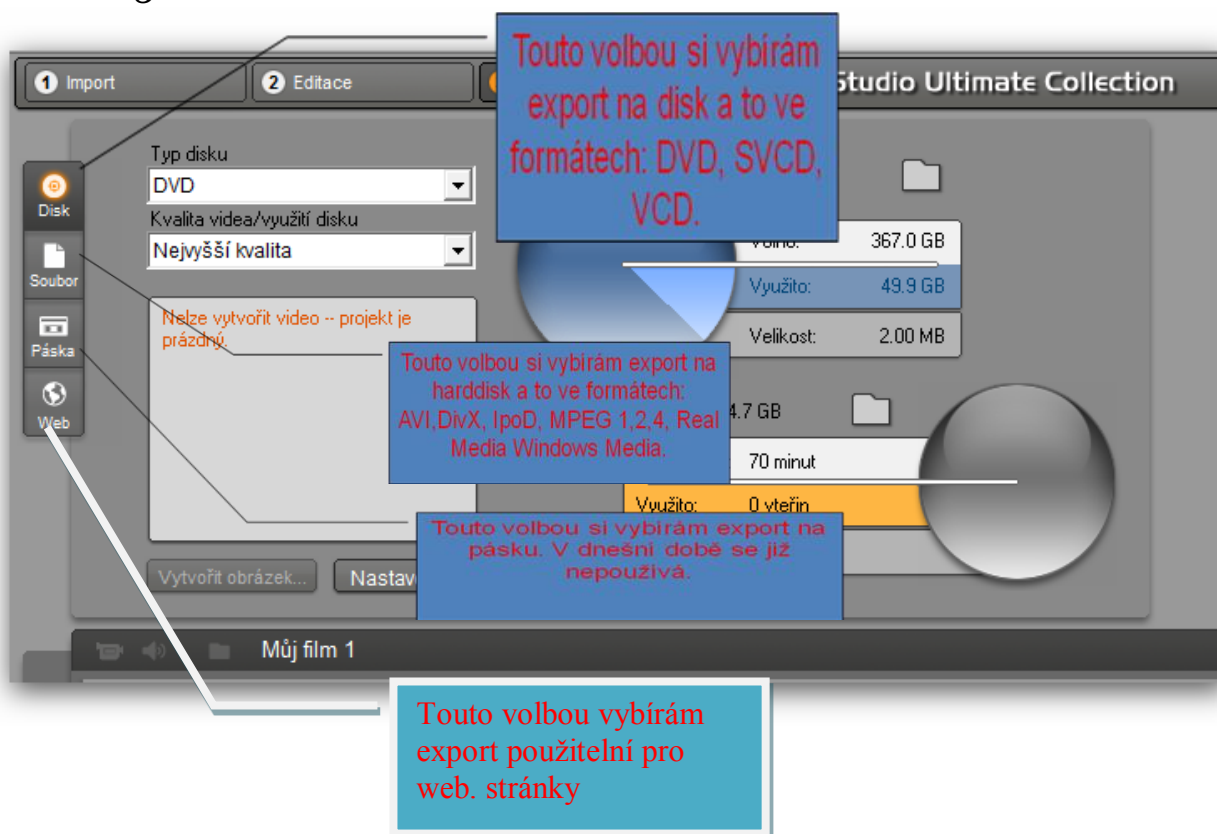 Touto volbou si vybírám
export na disk a to ve
formátech: DVD, SVCD,
VCD.
1 Import
2 Editace
Studio Ultimate Collection
Typ disku
DVD
Kvalita videa/využití disku
Nejvyšší kvalita
Disk
Soubor
Páska
Web
Nelze vytvořit video -- projekt je
prázdný.
Volno: 367.0 GB
Využito: 49.9 GB
Velikost: 2.00 MB
Touto volbou si vybírám export na
harddisk a to ve formátech:
AVI,DivX, IpoD, MPEG 1,2,4, Real
Media Windows Media.
4.7 GB
70 minut
Využito: 0 vteřin
Touto volbou si vybírám export na
pásku. V dnešní době se již
nepoužívá.
Vytvořit obrázek...
Nastav
Můj film 1
Touto volbou vybírám
export použitelní pro
web. stránky